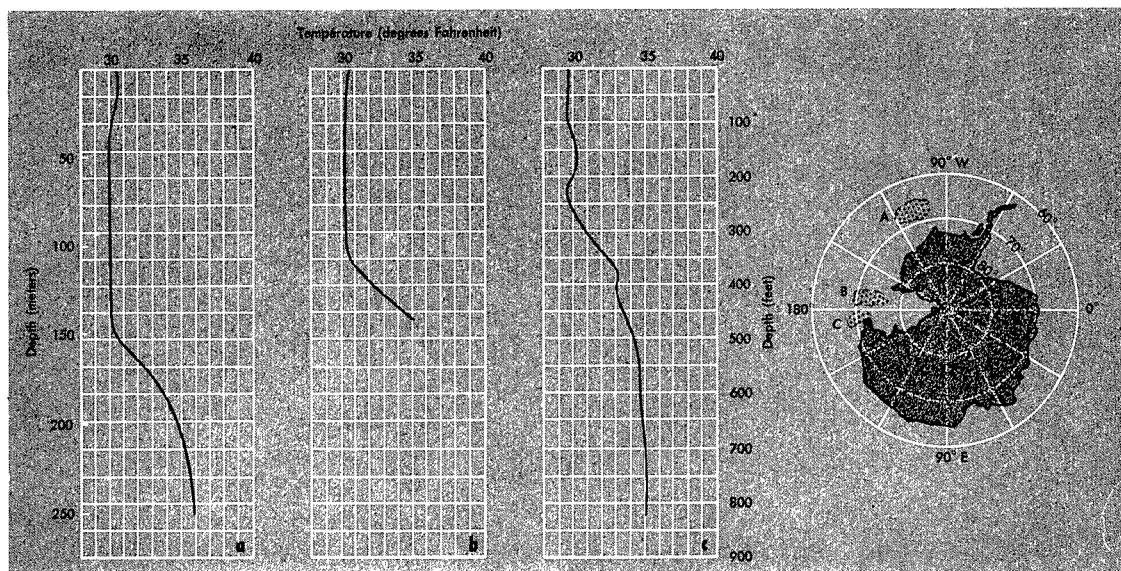 Temperature (degrees Fahrenheit)
30 35 40
30 35 40
30 35 40
Depth (meters)
50
100
150
200
250
a
b
c
100
200
300
400
500
600
700
800
900
Depth (feet)
90° W
60°
70°
80°
A
B
C
180
0°
90° E